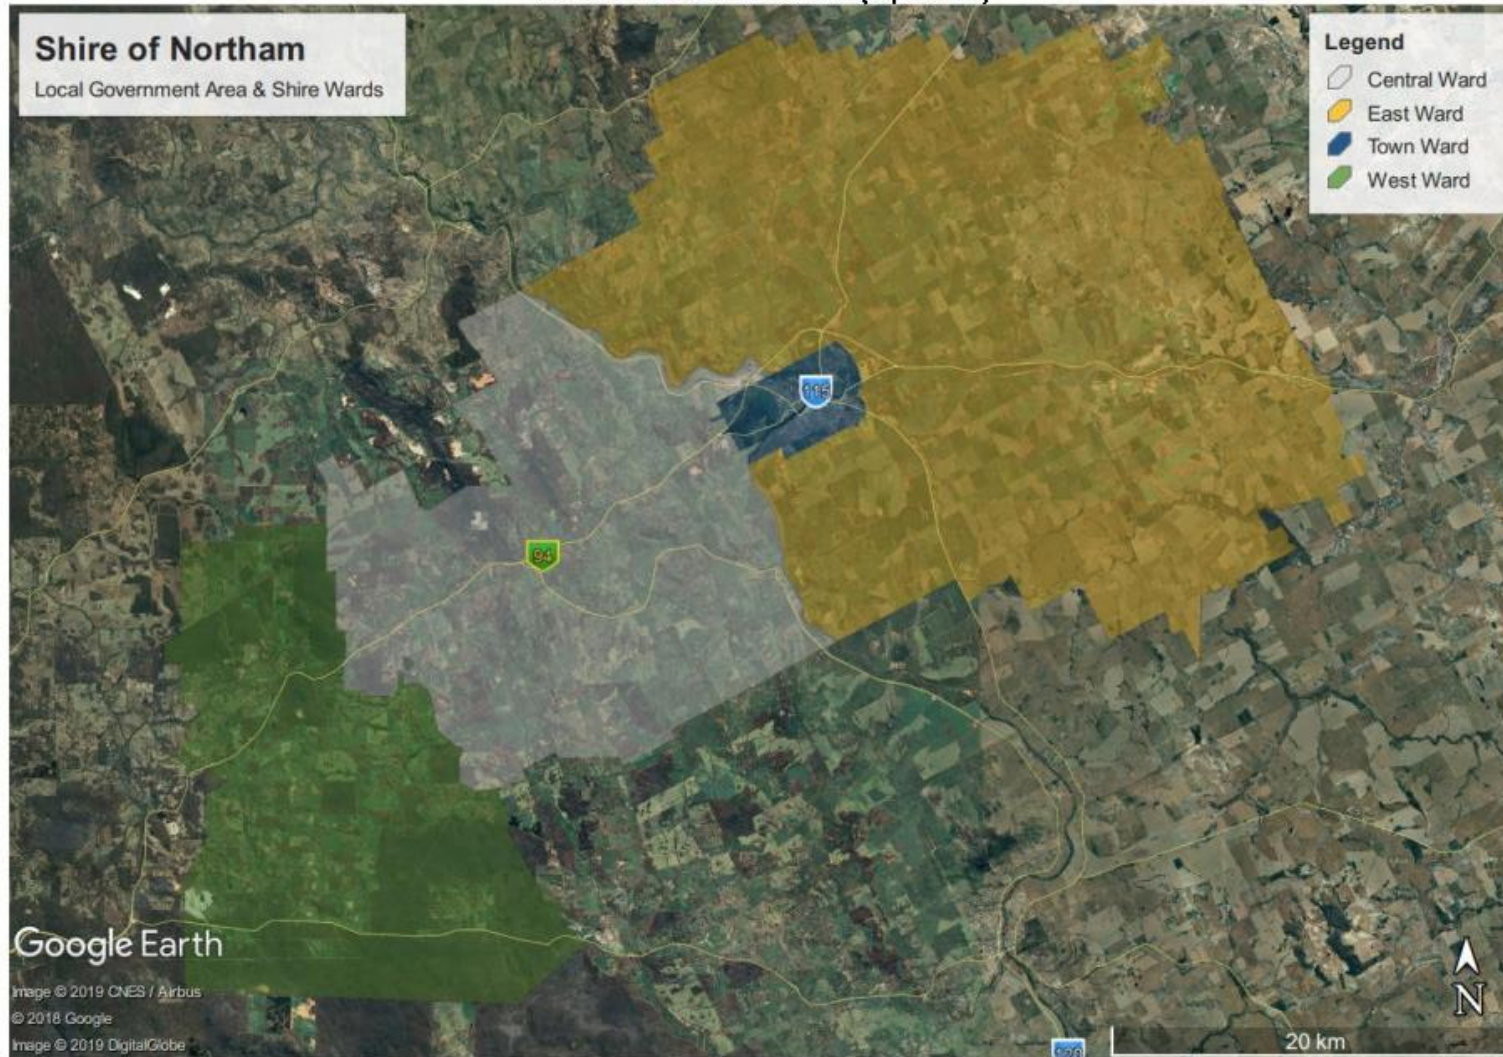 Shire of Northam
Local Government Area & Shire Wards
Legend
Central Ward
East Ward
Town Ward
West Ward
94
Google Earth
Image © 2019 CNES / Airbus
© 2018 Google
Image © 2019 DigitalGlobe
N
20 km